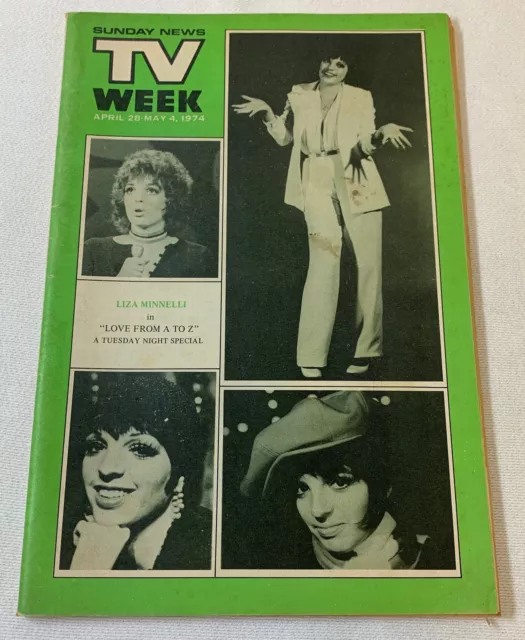 SUNDAY NEWS
TV
WEEK
APRIL 28-MAY 4, 1974
LIZA MINNELLI
in
"LOVE FROM A TO Z"
A TUESDAY NIGHT SPECIAL